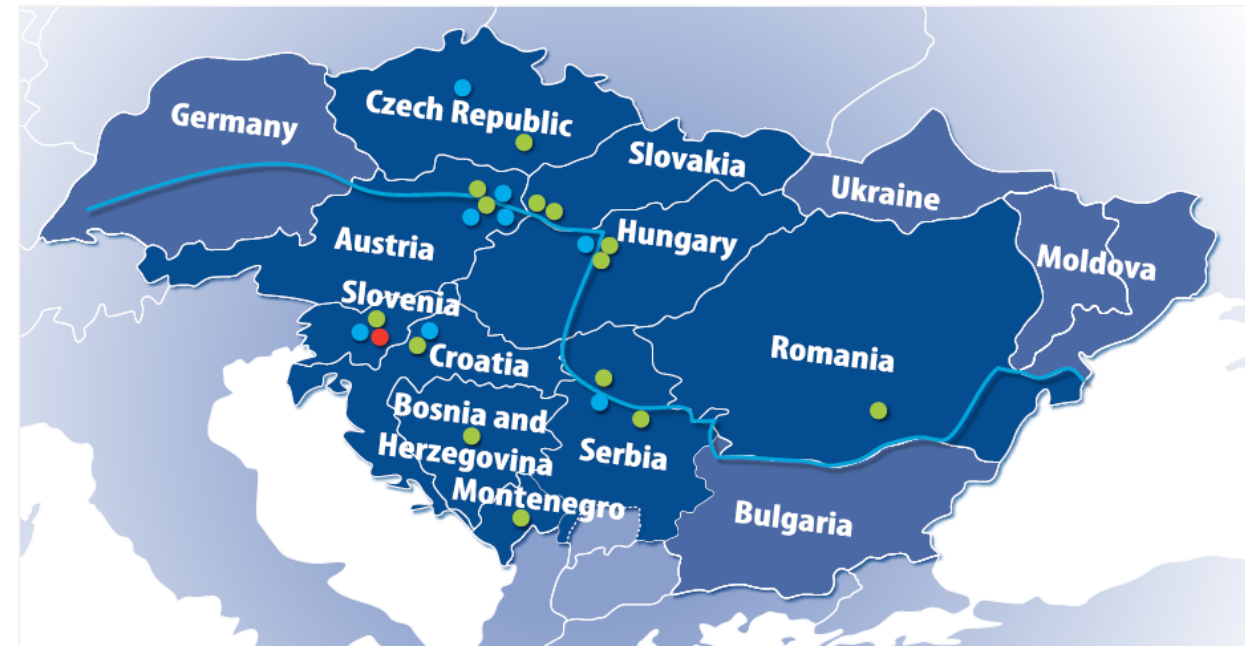 Czech Republic
Germany
Slovakia
Ukraine
Hungary
Austria
Moldova
Slovenia
Romania
Croatia
Bosnia and
Herzegovina
Serbia
Montenegro
Bulgaria